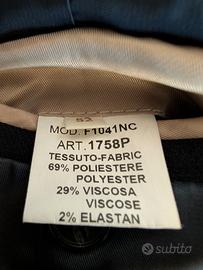 52
MOD. F1041NC
ART. 1758P
TESSUTO-FABRIC
69% POLIESTERE
POLYESTER
29% VISCOSA
VISCOSE
2% ELASTAN
subito